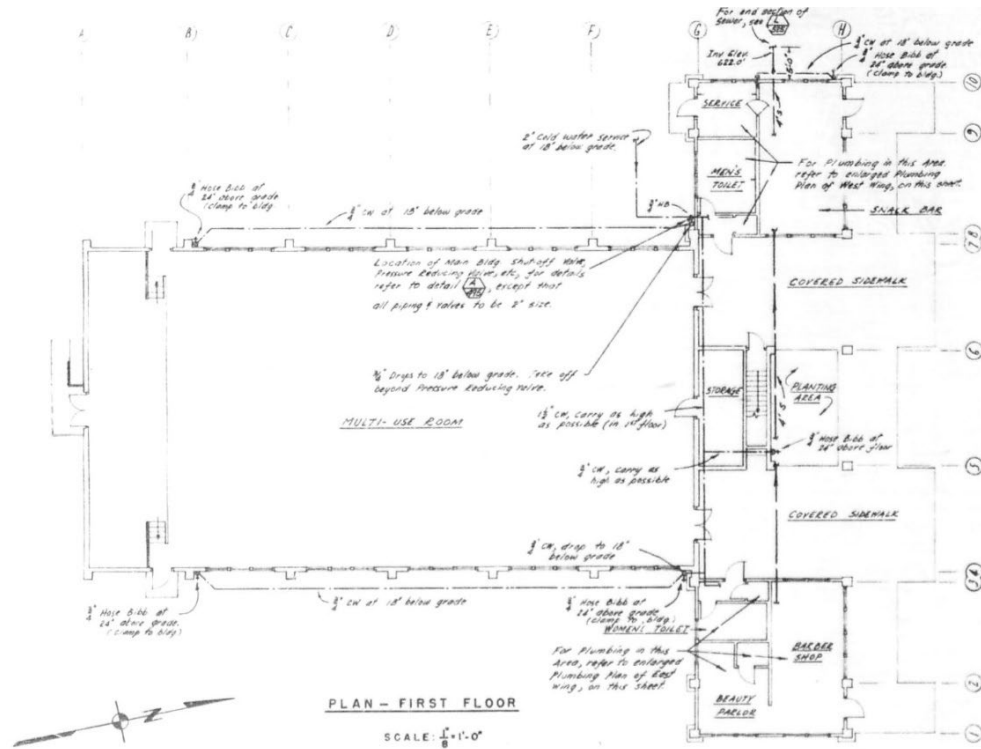 For end section of
Sewer, see L
A B C D E F G H
Inv. Elev.
622.0'
5'-0"
¾" CW at 18" below grade
¾" Hose Bibb at
24" above grade.
(Clamp to bldg.)
10
SERVICE
4" S
9
2" Cold water service
at 18" below grade.
MEN'S
TOILET
For Plumbing in this Area,
refer to enlarged Plumbing
Plan of West Wing, on this sheet.
¾" Hose Bibb at
24" above grade
(Clamp to bldg.
¾" CW at 18" below grade
¾" HB
SNACK BAR
7.8
Location of Main Bldg. Shut-off Valve,
Pressure Reducing Valve, etc, for details
refer to detail A, except that
all piping & valves to be 2" size.
COVERED SIDEWALK
6
¾" Drops to 18" below grade. Take off
beyond Pressure Reducing Valve.
STORAGE
PLANTING
AREA
MULTI-USE ROOM
1½" CW, Carry as high
as possible (in 1st floor)
4" S
¾" Hose Bibb at
24" above floor
¾" CW, Carry as
high as possible
5
COVERED SIDEWALK
¾" CW, drop to 18"
below grade
¾" Hose Bibb at
24" above grade.
(Clamp to bldg)
¾" CW at 18" below grade
¾" Hose Bibb at
24" above grade
(Clamp to bldg.)
WOMEN'S TOILET
For Plumbing in this
Area, refer to enlarged
Plumbing Plan of East
Wing, on this sheet.
BARBER
SHOP
2
BEAUTY
PARLOR
1
N
PLAN - FIRST FLOOR
SCALE: ⅛"=1'-0"